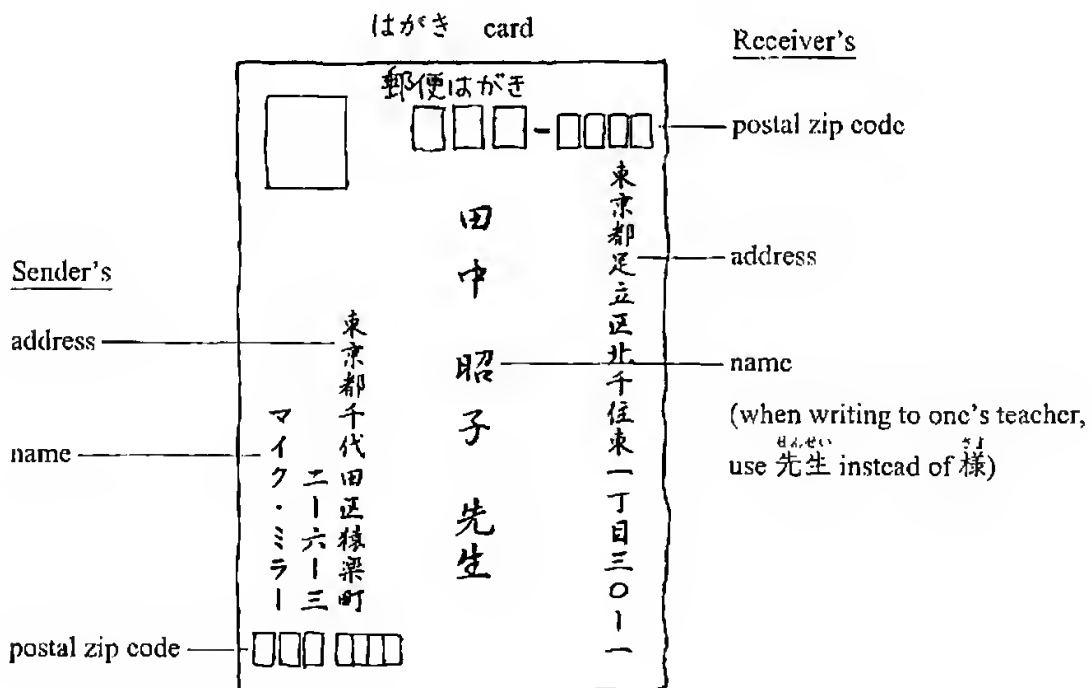 はがき card
Receiver's
郵便はがき
postal zip code
東京都足立区北千住東一丁目三〇ー一
address
田中 昭子 先生
name
(when writing to one's teacher,
use 先生 instead of 様)
せんせい
さま
Sender's
address
東京都千代田区猿楽町
二ー六ー三
name
マイク・ミラー
postal zip code